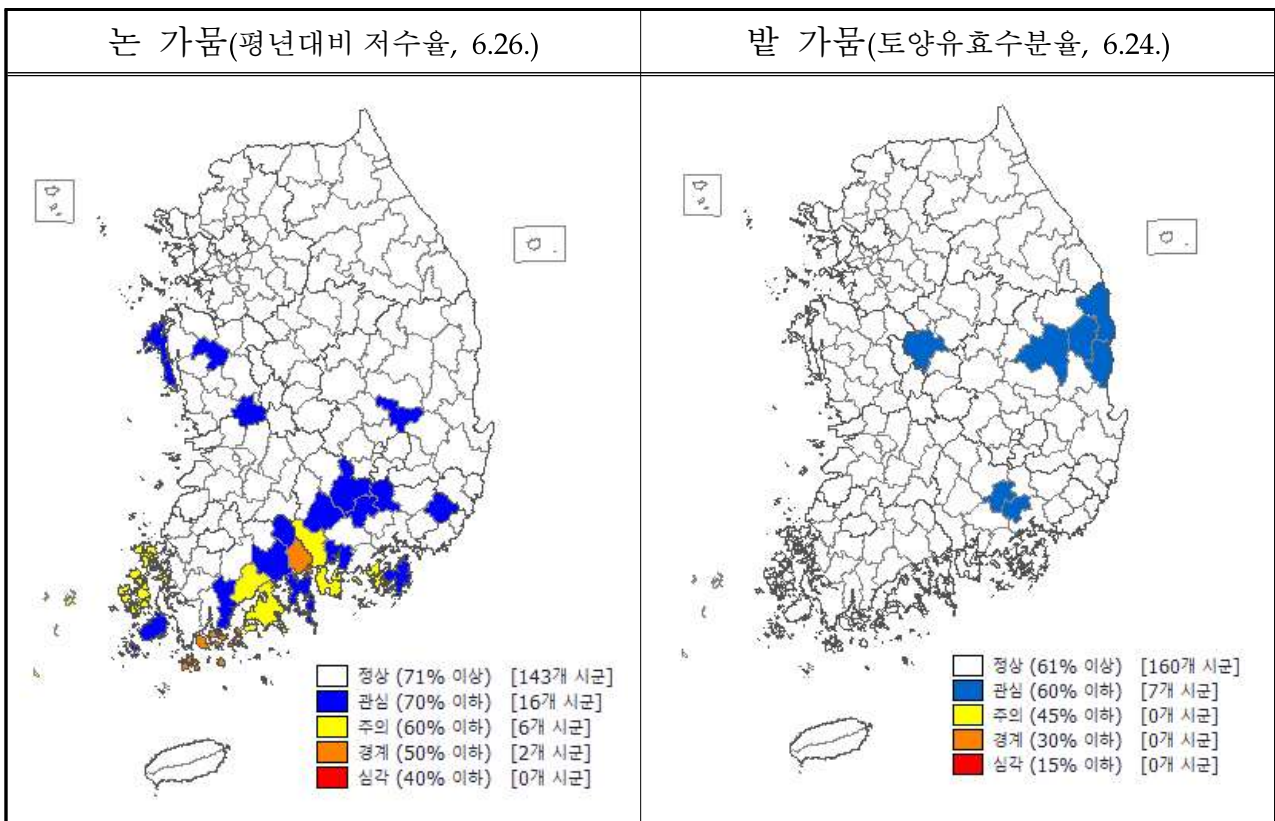 논 가뭄(평년대비 저수율, 6.26.)
밭 가뭄(토양유효수분율, 6.24.)
정상 (71% 이상) [143개 시군]
관심 (70% 이하) [16개 시군]
주의 (60% 이하) [6개 시군]
경계 (50% 이하) [2개 시군]
심각 (40% 이하) [0개 시군]
정상 (61% 이상) [160개 시군]
관심 (60% 이하) [7개 시군]
주의 (45% 이하) [0개 시군]
경계 (30% 이하) [0개 시군]
심각 (15% 이하) [0개 시군]